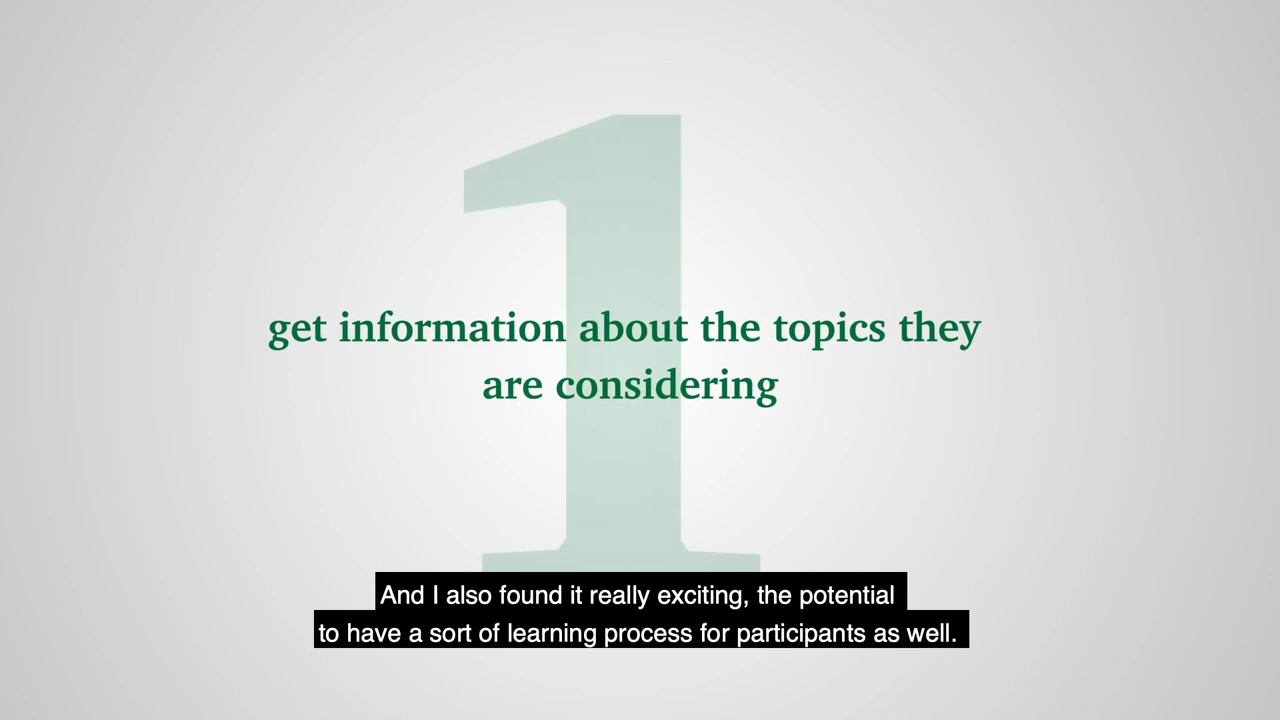 1
get information about the topics they
are considering
And I also found it really exciting, the potential
to have a sort of learning process for participants as well.